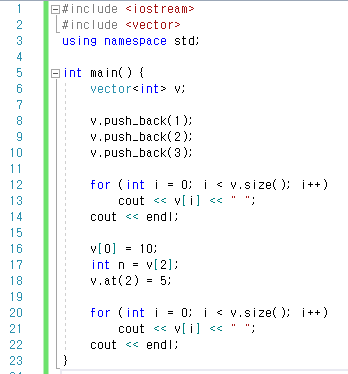 1 #include <iostream>
2 #include <vector>
3 using namespace std;
4
5 int main() {
6 vector<int> v;
7
8 v.push_back(1);
9 v.push_back(2);
10 v.push_back(3);
11
12 for (int i = 0; i < v.size(); i++)
13 cout << v[i] << " ";
14 cout << endl;
15
16 v[0] = 10;
17 int n = v[2];
18 v.at(2) = 5;
19
20 for (int i = 0; i < v.size(); i++)
21 cout << v[i] << " ";
22 cout << endl;
23 }